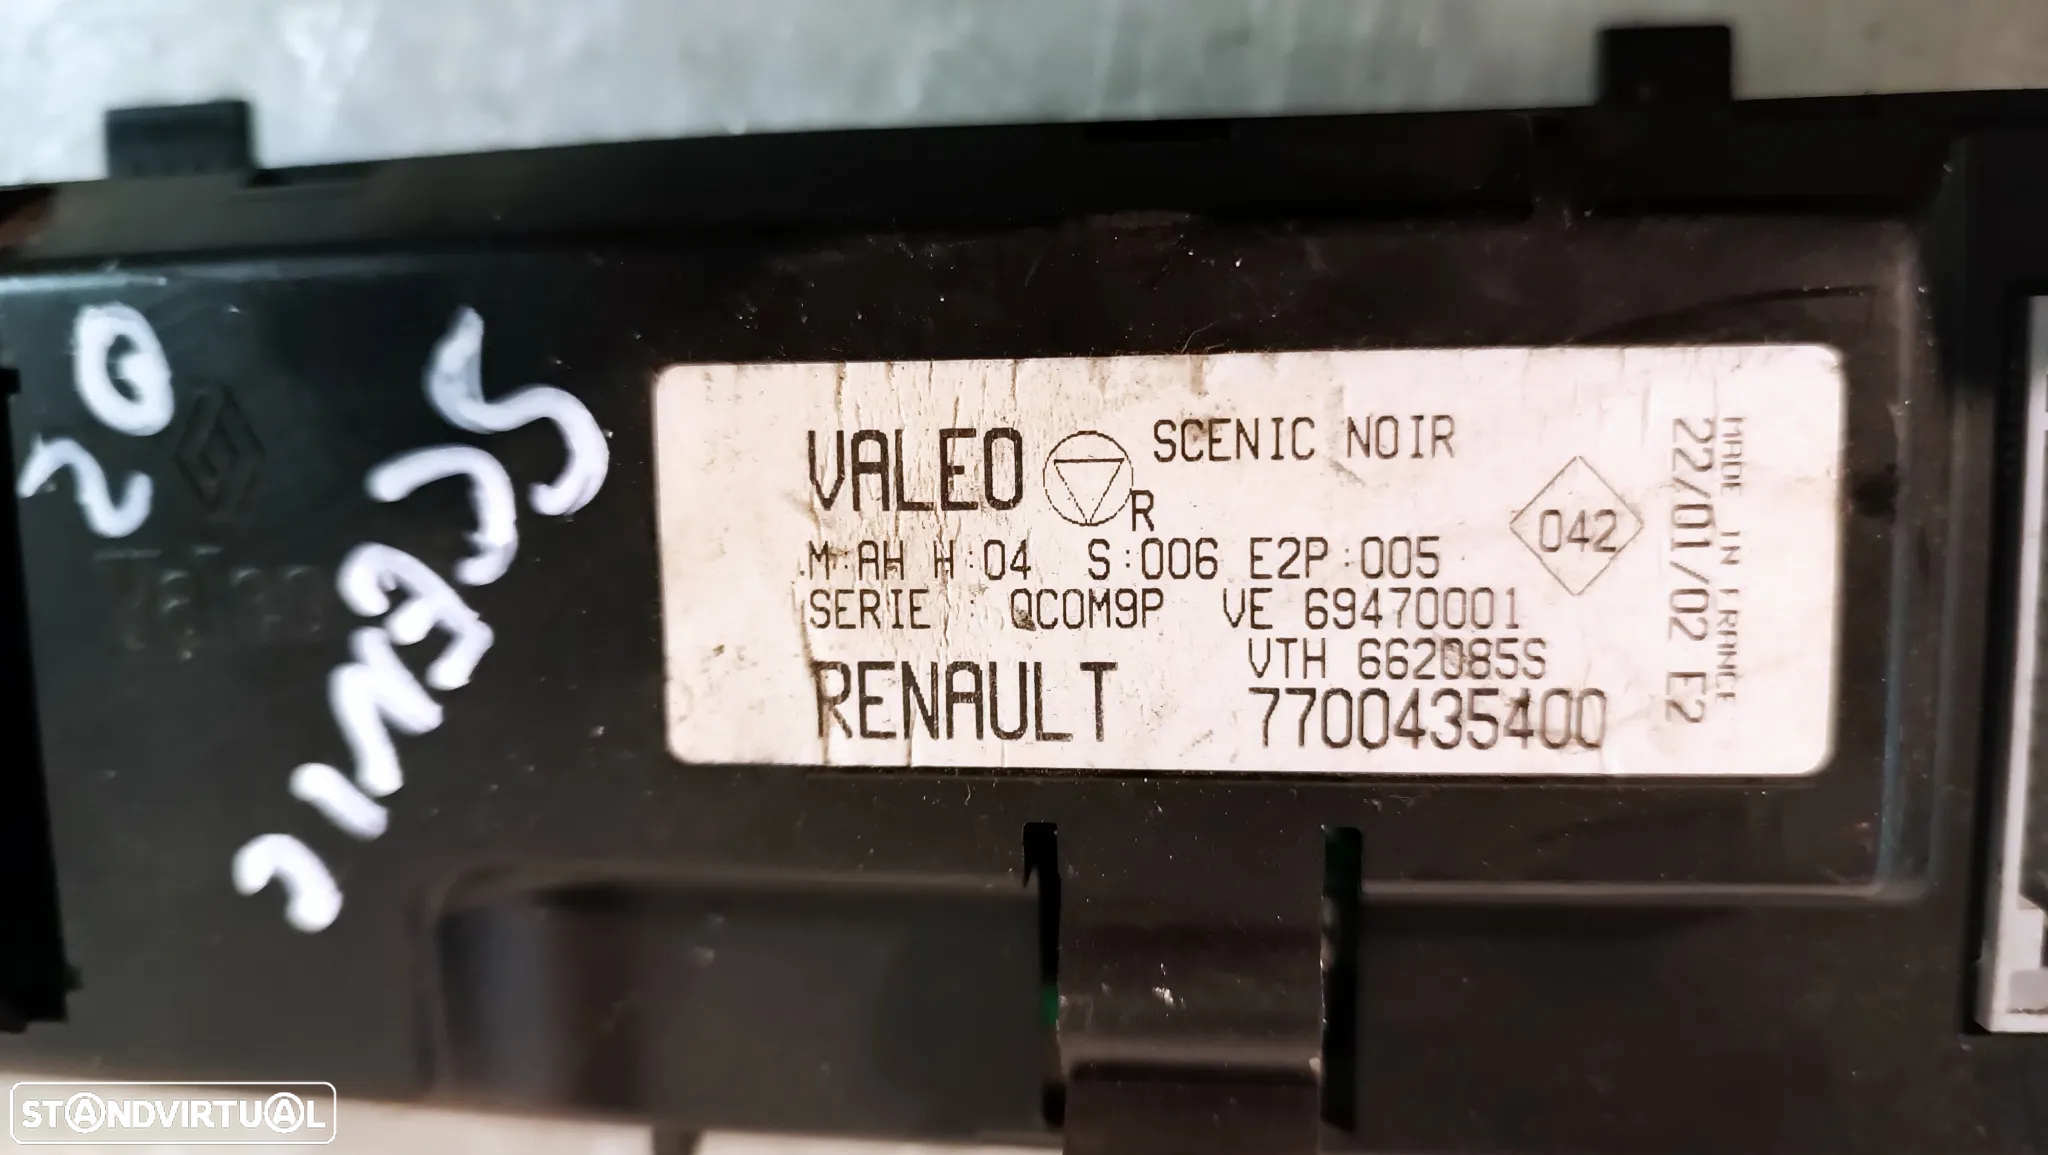 20
SCENIC
VALEO R SCENIC NOIR
M:AH H:04 S:006 E2P:005
042
SERIE : QC0M9P VE 69470001
VTH 662085S
RENAULT 7700435400
MADE IN FRANCE
22/01/02 E2
STANDVIRTUAL